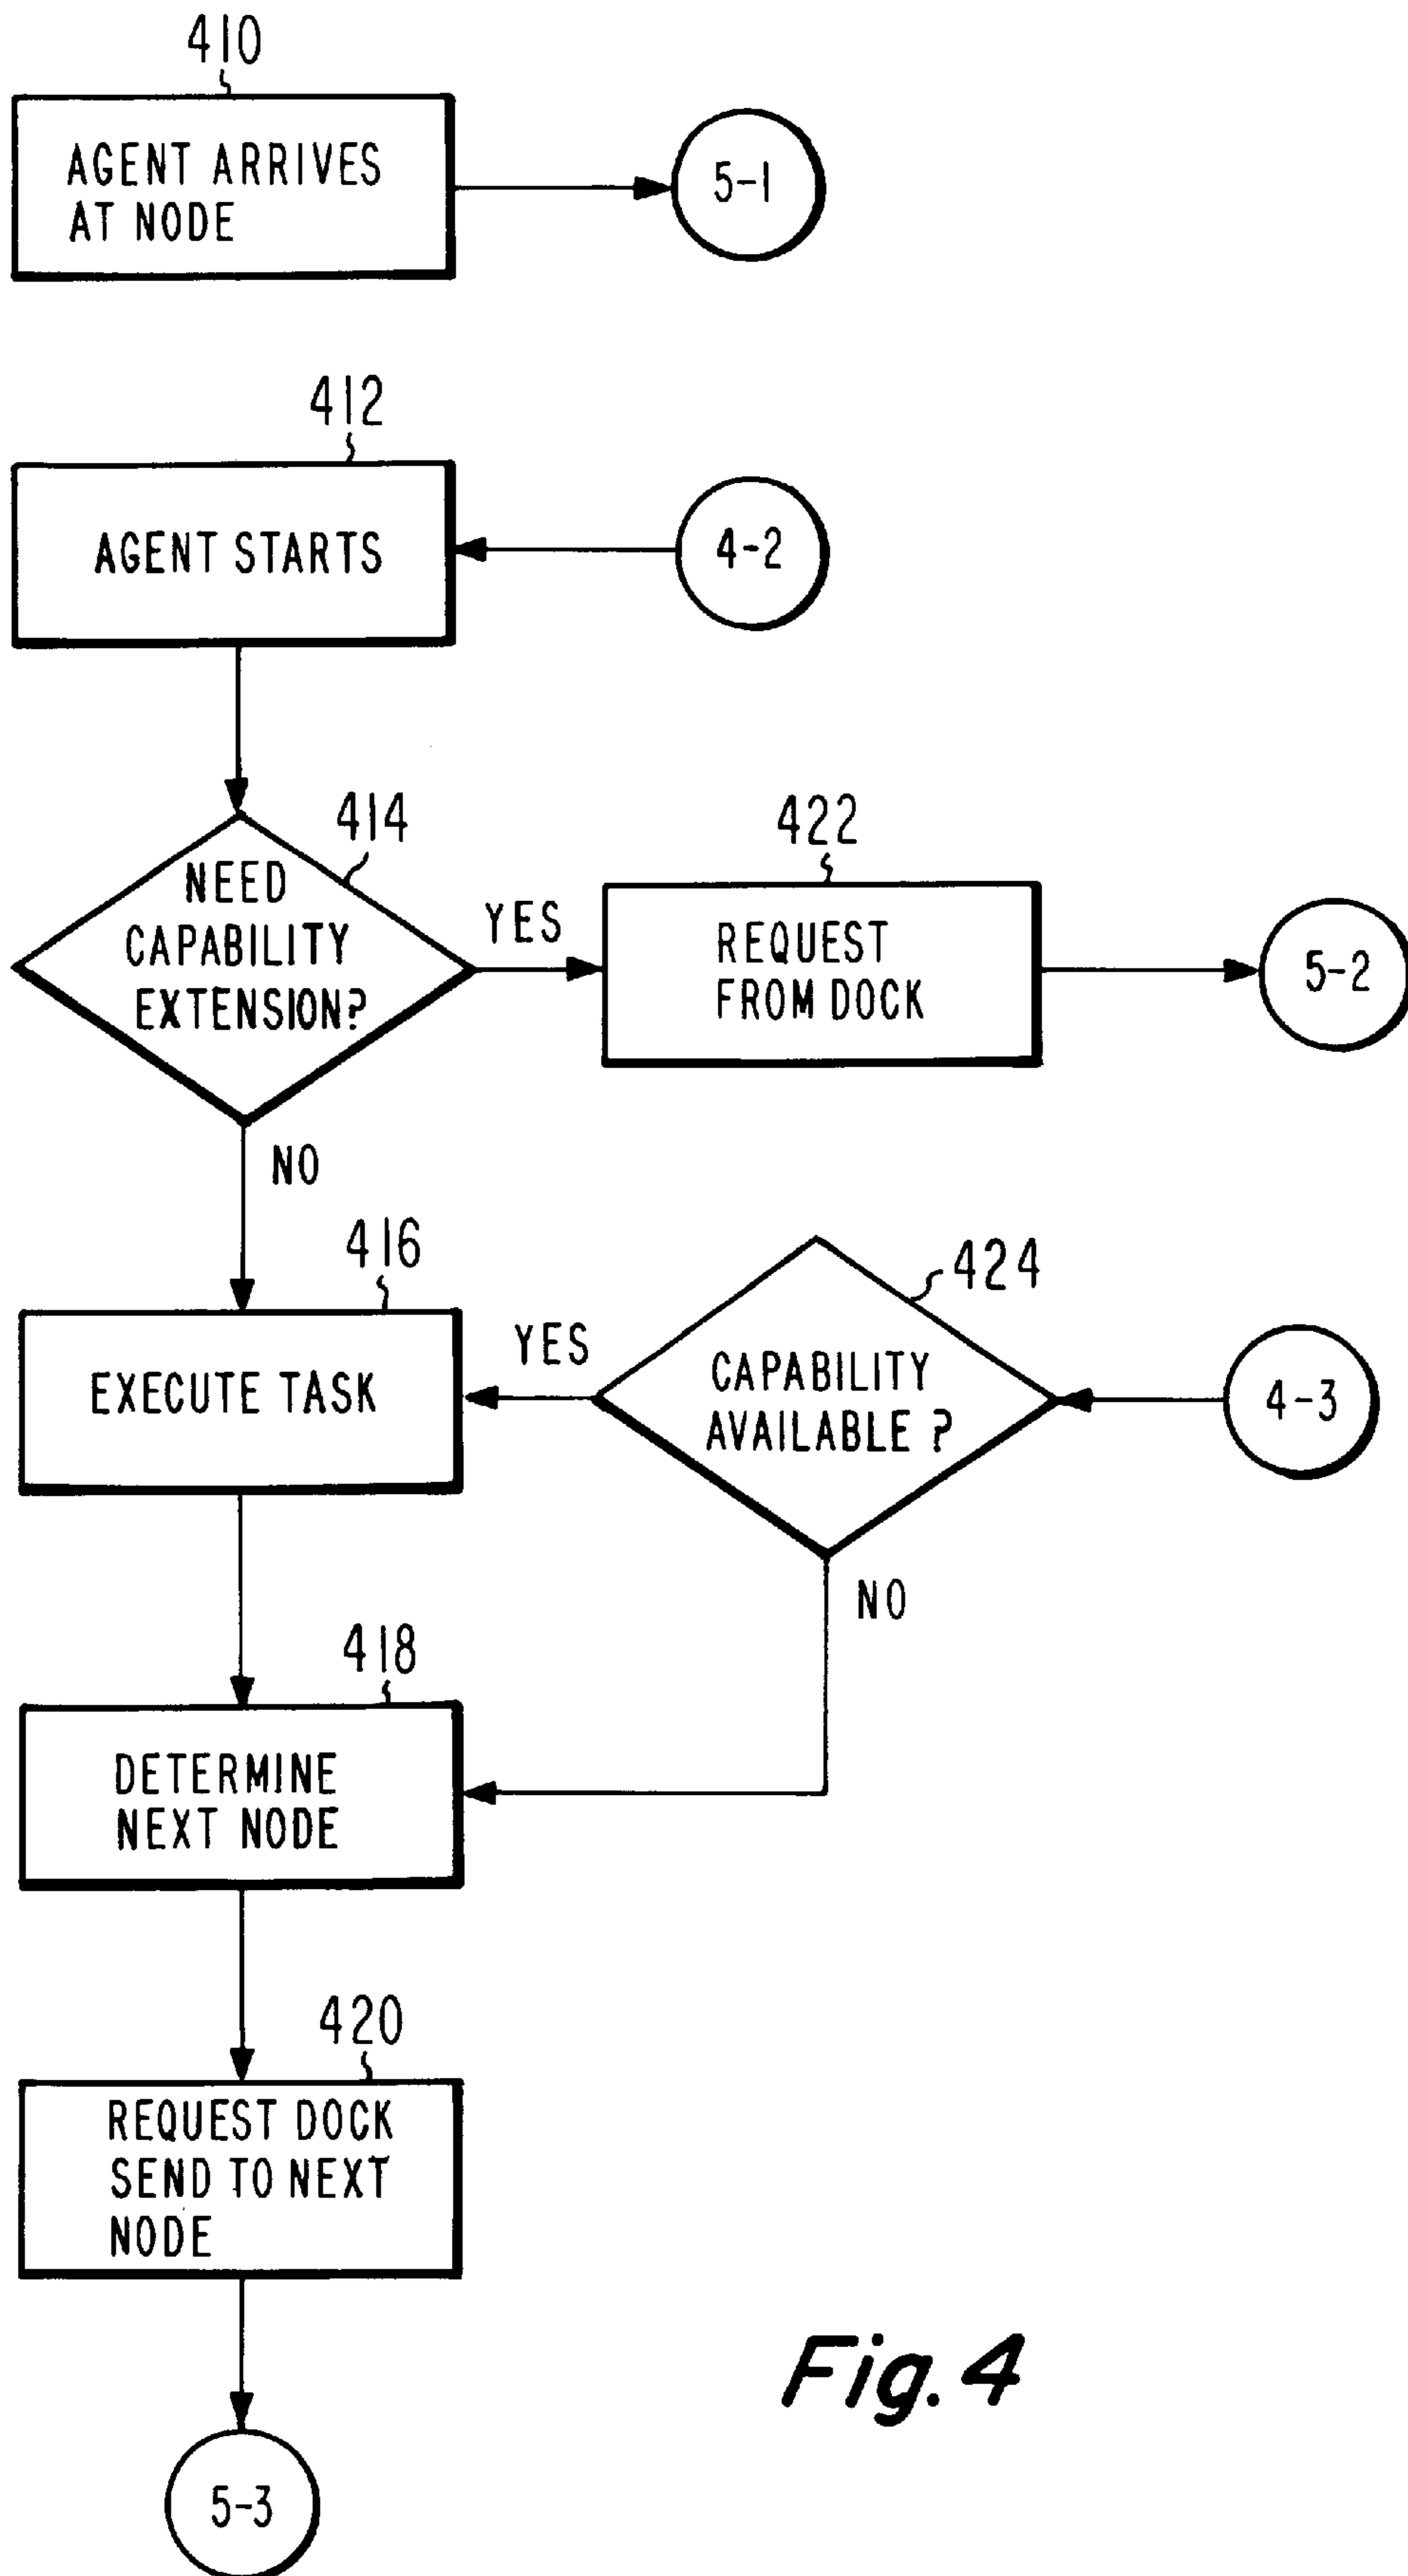 410
AGENT ARRIVES
AT NODE
5-1
412
AGENT STARTS
4-2
414
NEED
CAPABILITY
EXTENSION?
YES
422
REQUEST
FROM DOCK
5-2
NO
416
EXECUTE TASK
YES
424
CAPABILITY
AVAILABLE ?
4-3
NO
418
DETERMINE
NEXT NODE
420
REQUEST DOCK
SEND TO NEXT
NODE
5-3
Fig. 4